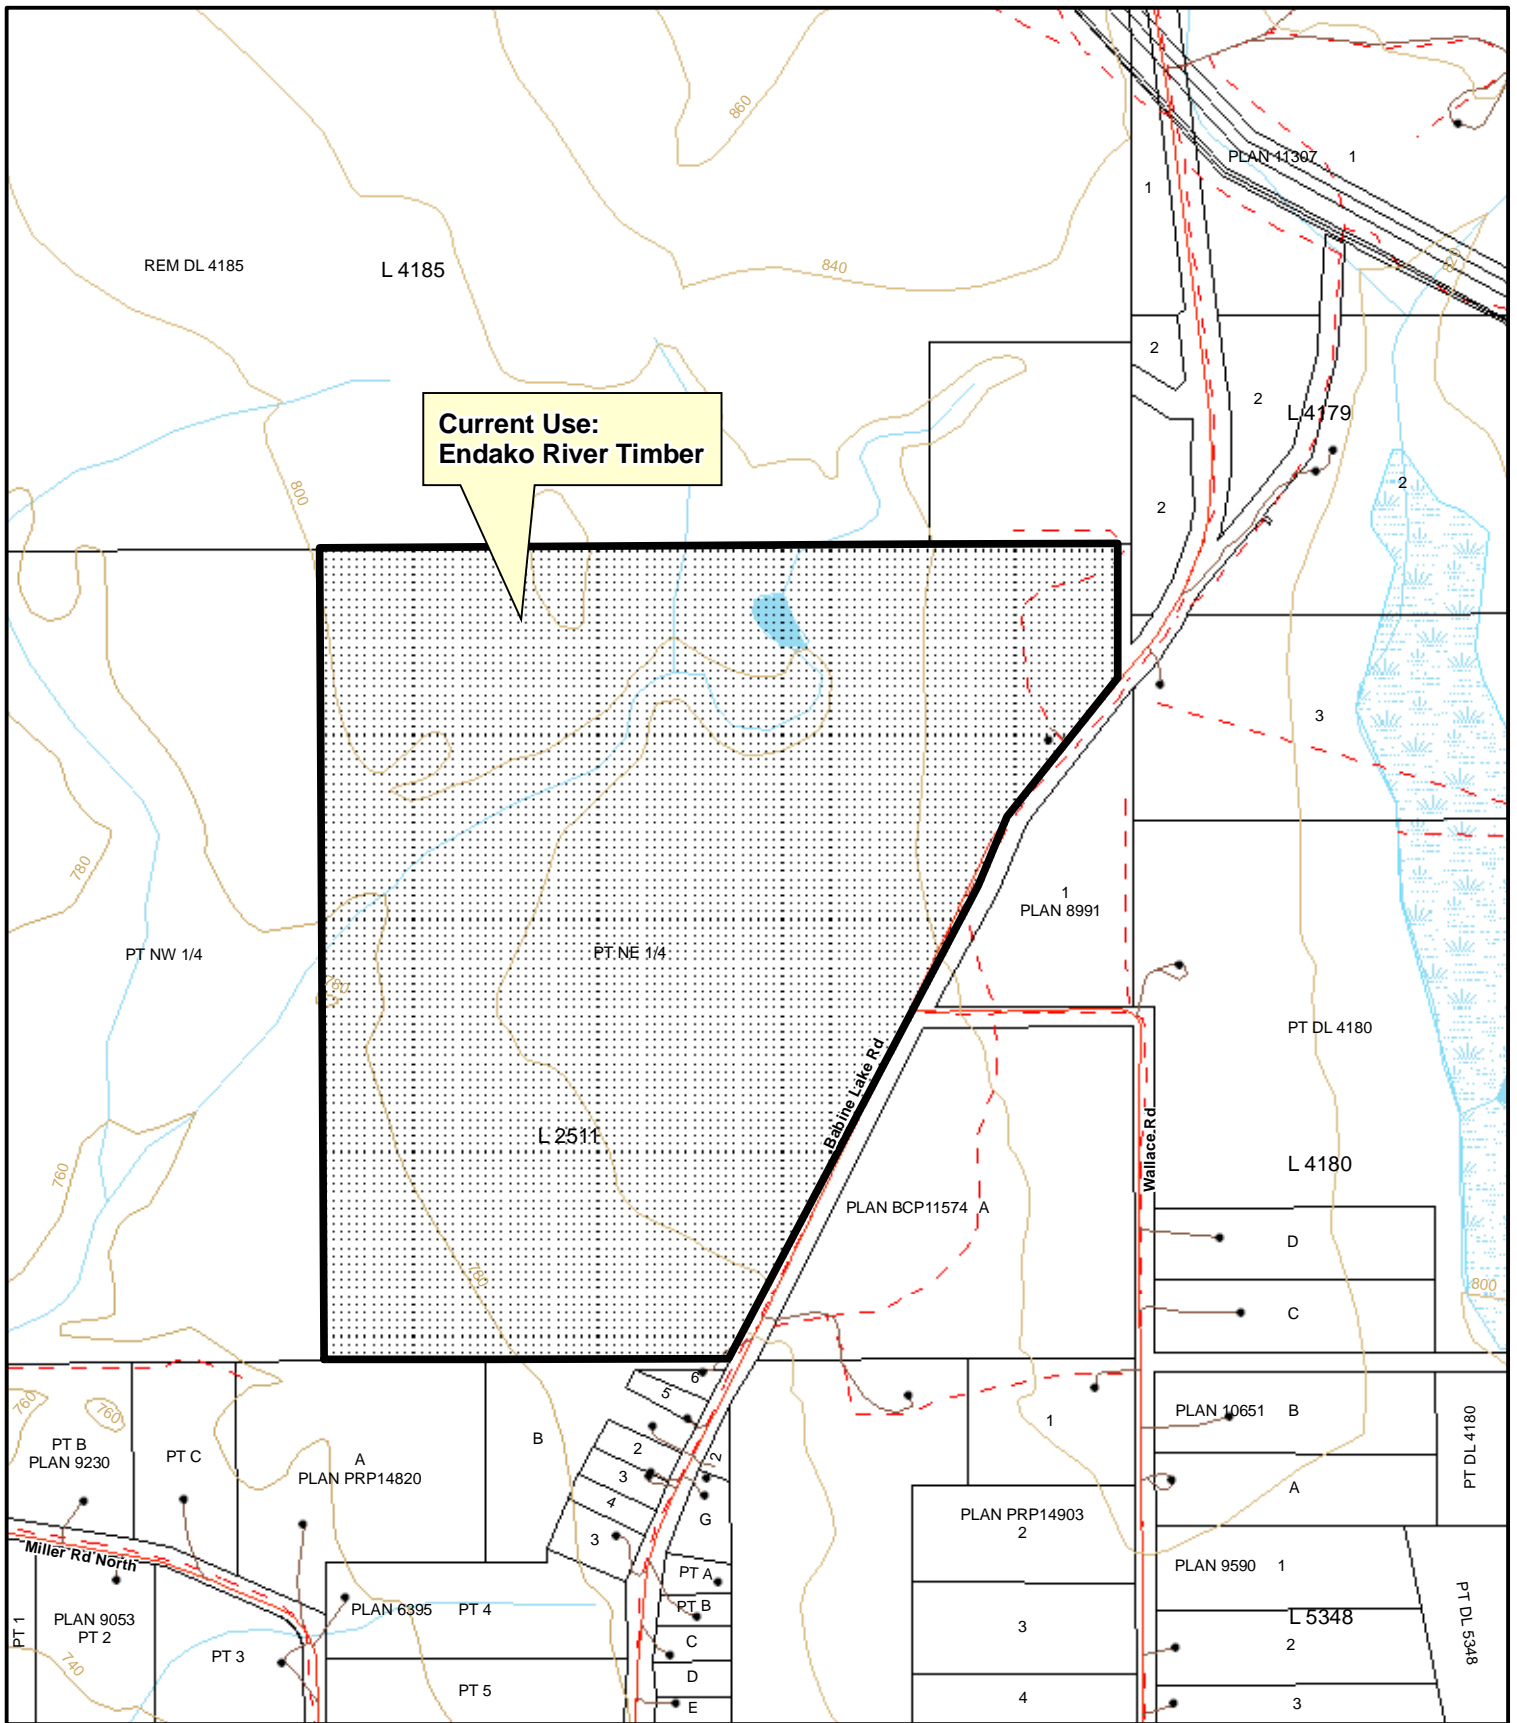 860
PLAN 11307
1
1
REM DL 4185
L 4185
840
820
2
2
L 4179
Current Use:
Endako River Timber
800
2
2
3
780
1
PLAN 8991
PT NW 1/4
PT NE 1/4
760
PT DL 4180
Babine Lake Rd
L 2511
Wallace Rd
L 4180
760
PLAN BCP11574 A
D
780
800
C
6
5
760
760
PLAN 10651 B
1
PT B
PLAN 9230
PT C
A
PLAN PRP14820
B
2
2
3
PT DL 4180
A
4
PLAN PRP14903
2
G
3
Miller Rd North
PLAN 9590 1
PT A
PT B
PLAN 6395 PT 4
PLAN 9053
PT 2
PT 1
L 5348
PT DL 5348
3
C
2
PT 3
740
D
PT 5
4
E
3